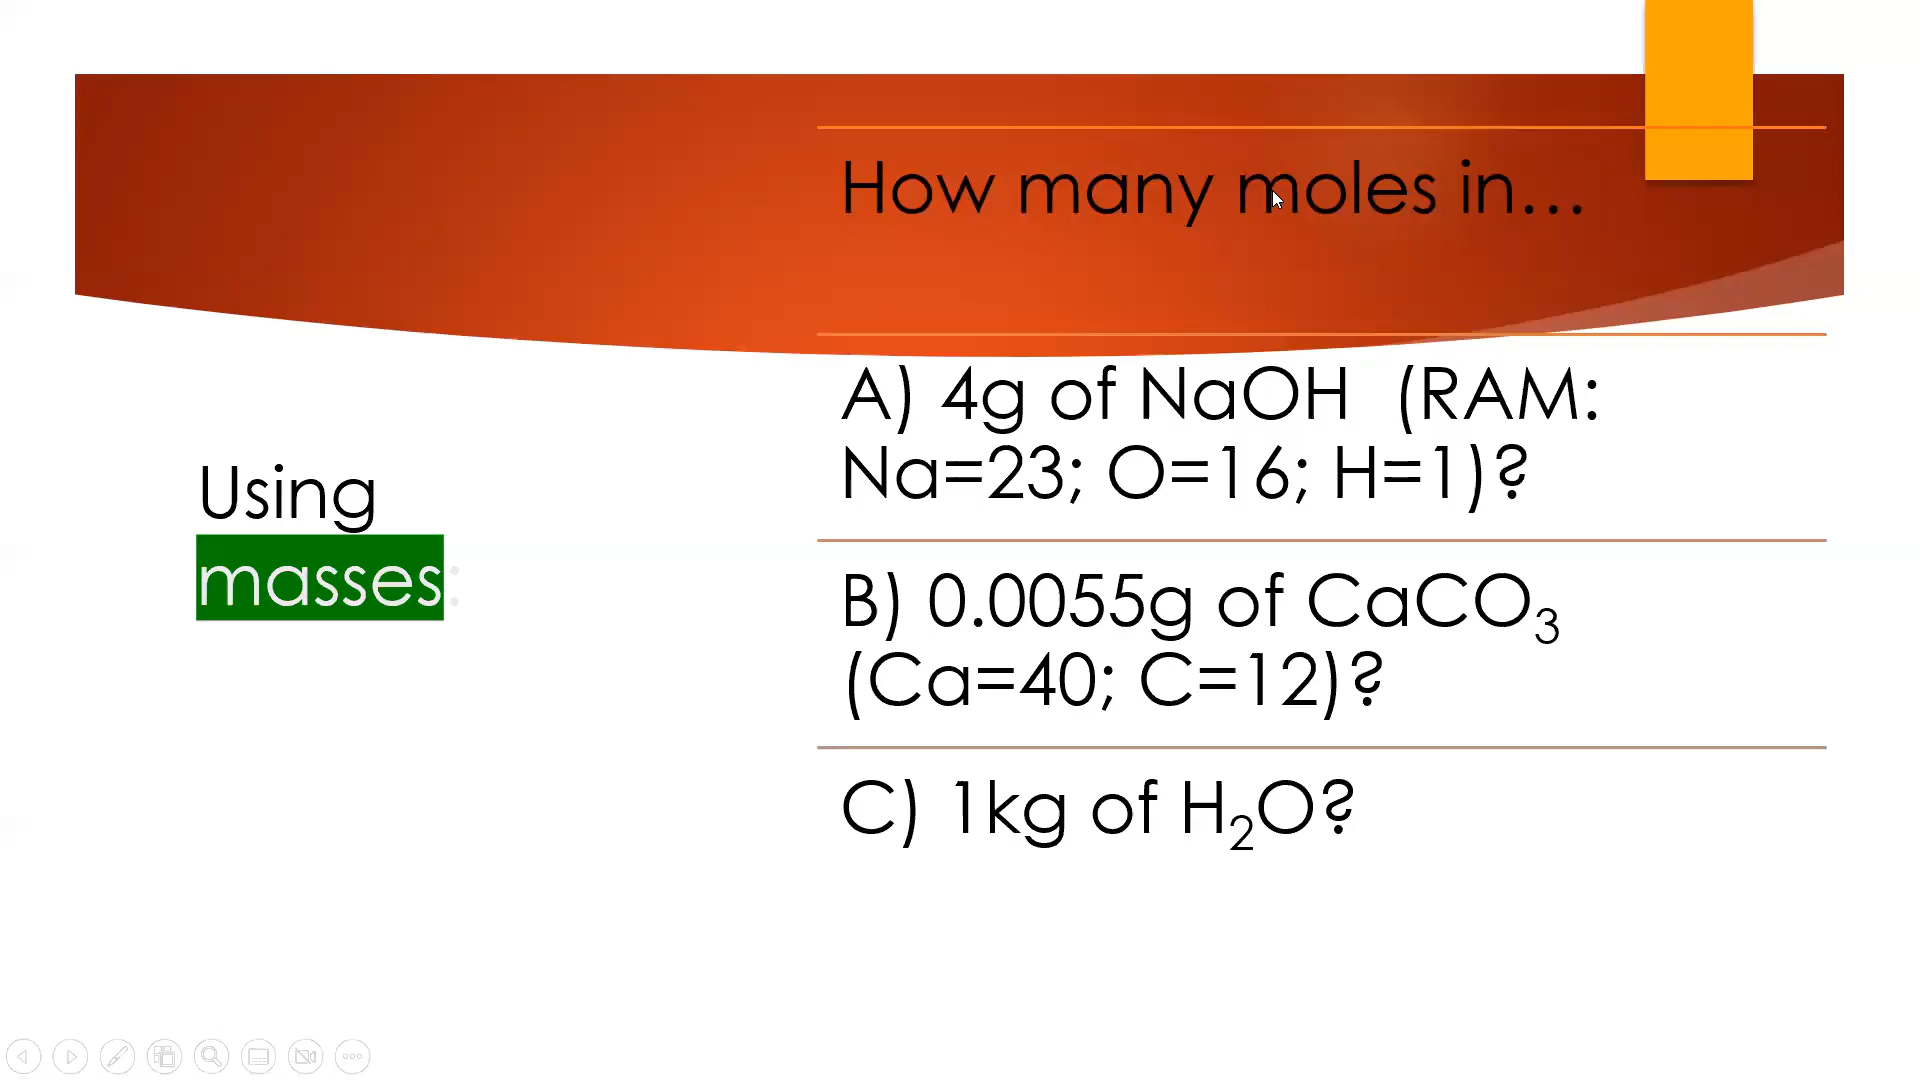 How many moles in...
Using
masses:
A) 4g of NaOH (RAM:
Na=23; O=16; H=1)?
B) 0.0055g of CaCO₃
(Ca=40; C=12)?
C) 1kg of H₂O?